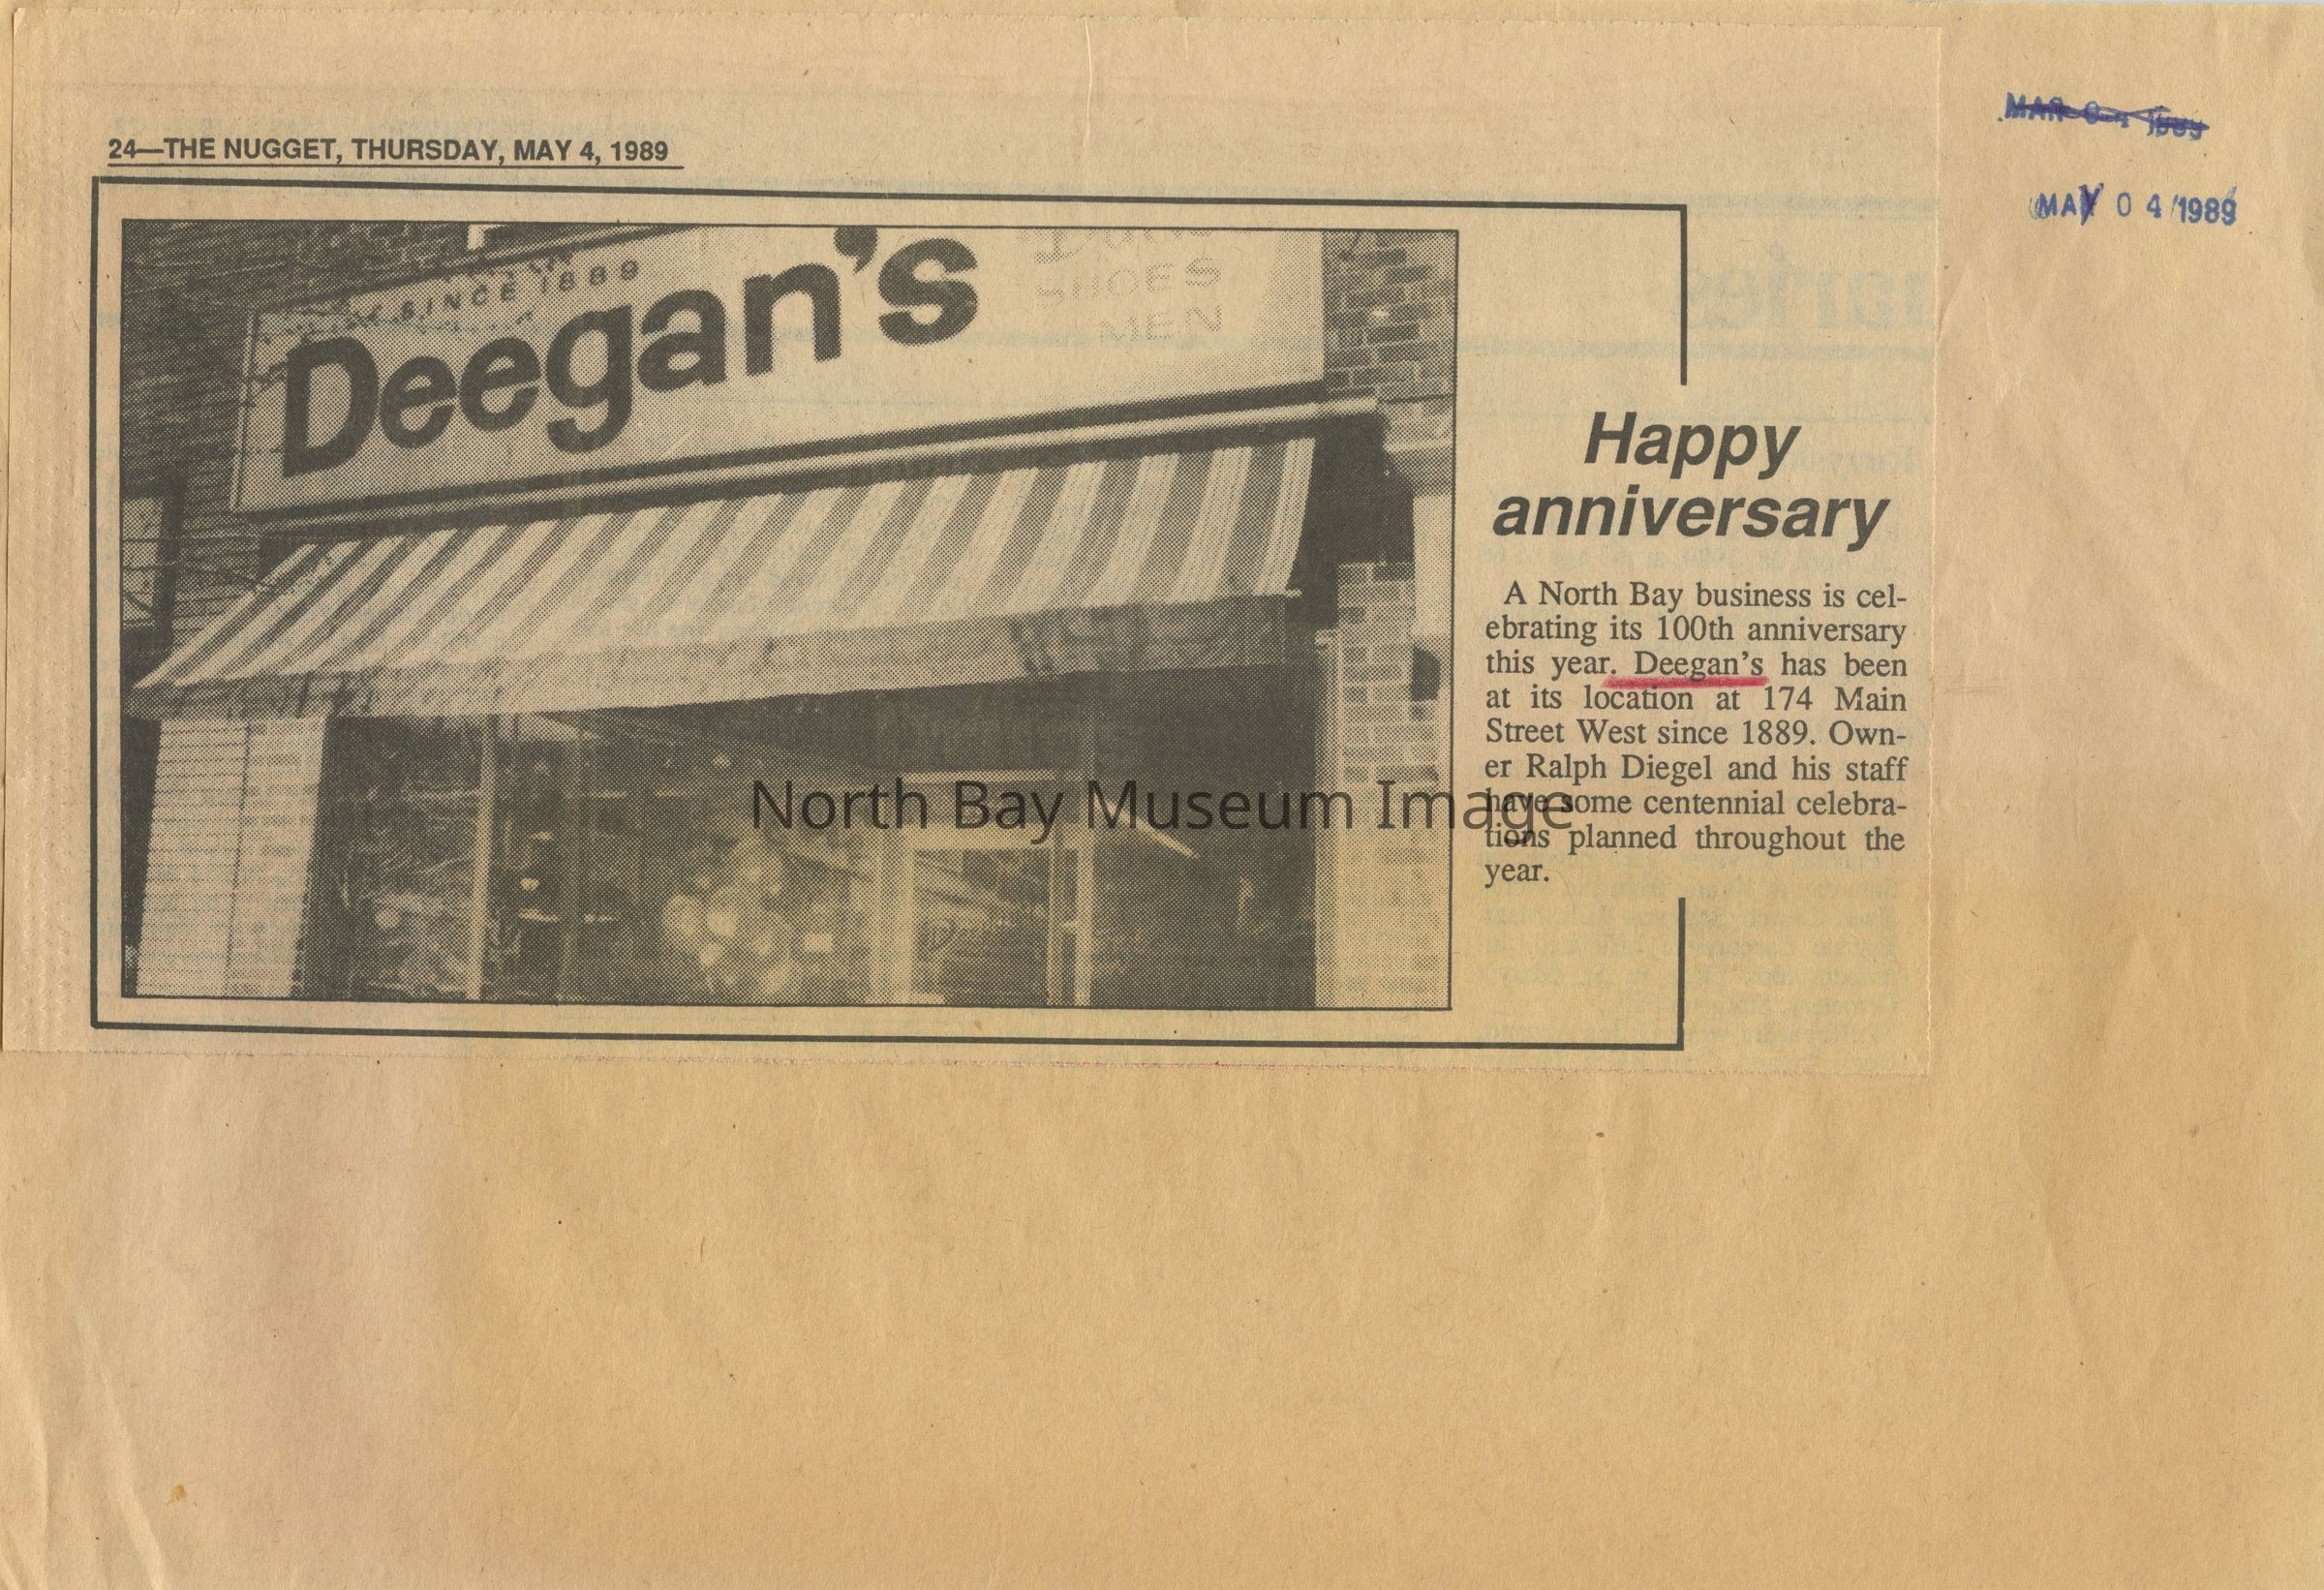 MAR 04 1989
24—THE NUGGET, THURSDAY, MAY 4, 1989
MAY 04 1989
SINCE 1889
Deegan's
SHOES
MEN
Happy
anniversary
A North Bay business is cel-
ebrating its 100th anniversary
this year. Deegan's has been
at its location at 174 Main
Street West since 1889. Own-
er Ralph Diegel and his staff
have some centennial celebra-
tions planned throughout the
year.
North Bay Museum Image